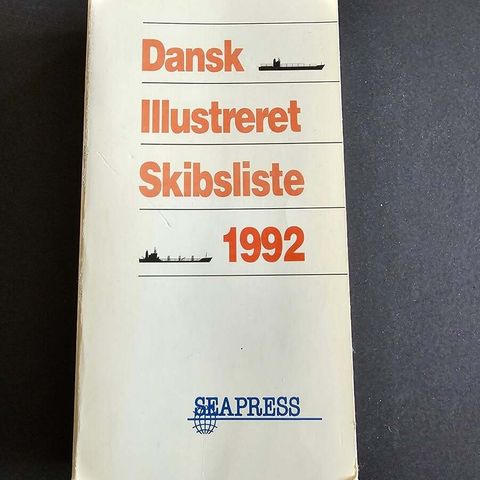 Dansk
Illustreret
Skibsliste
1992
SEAPRESS